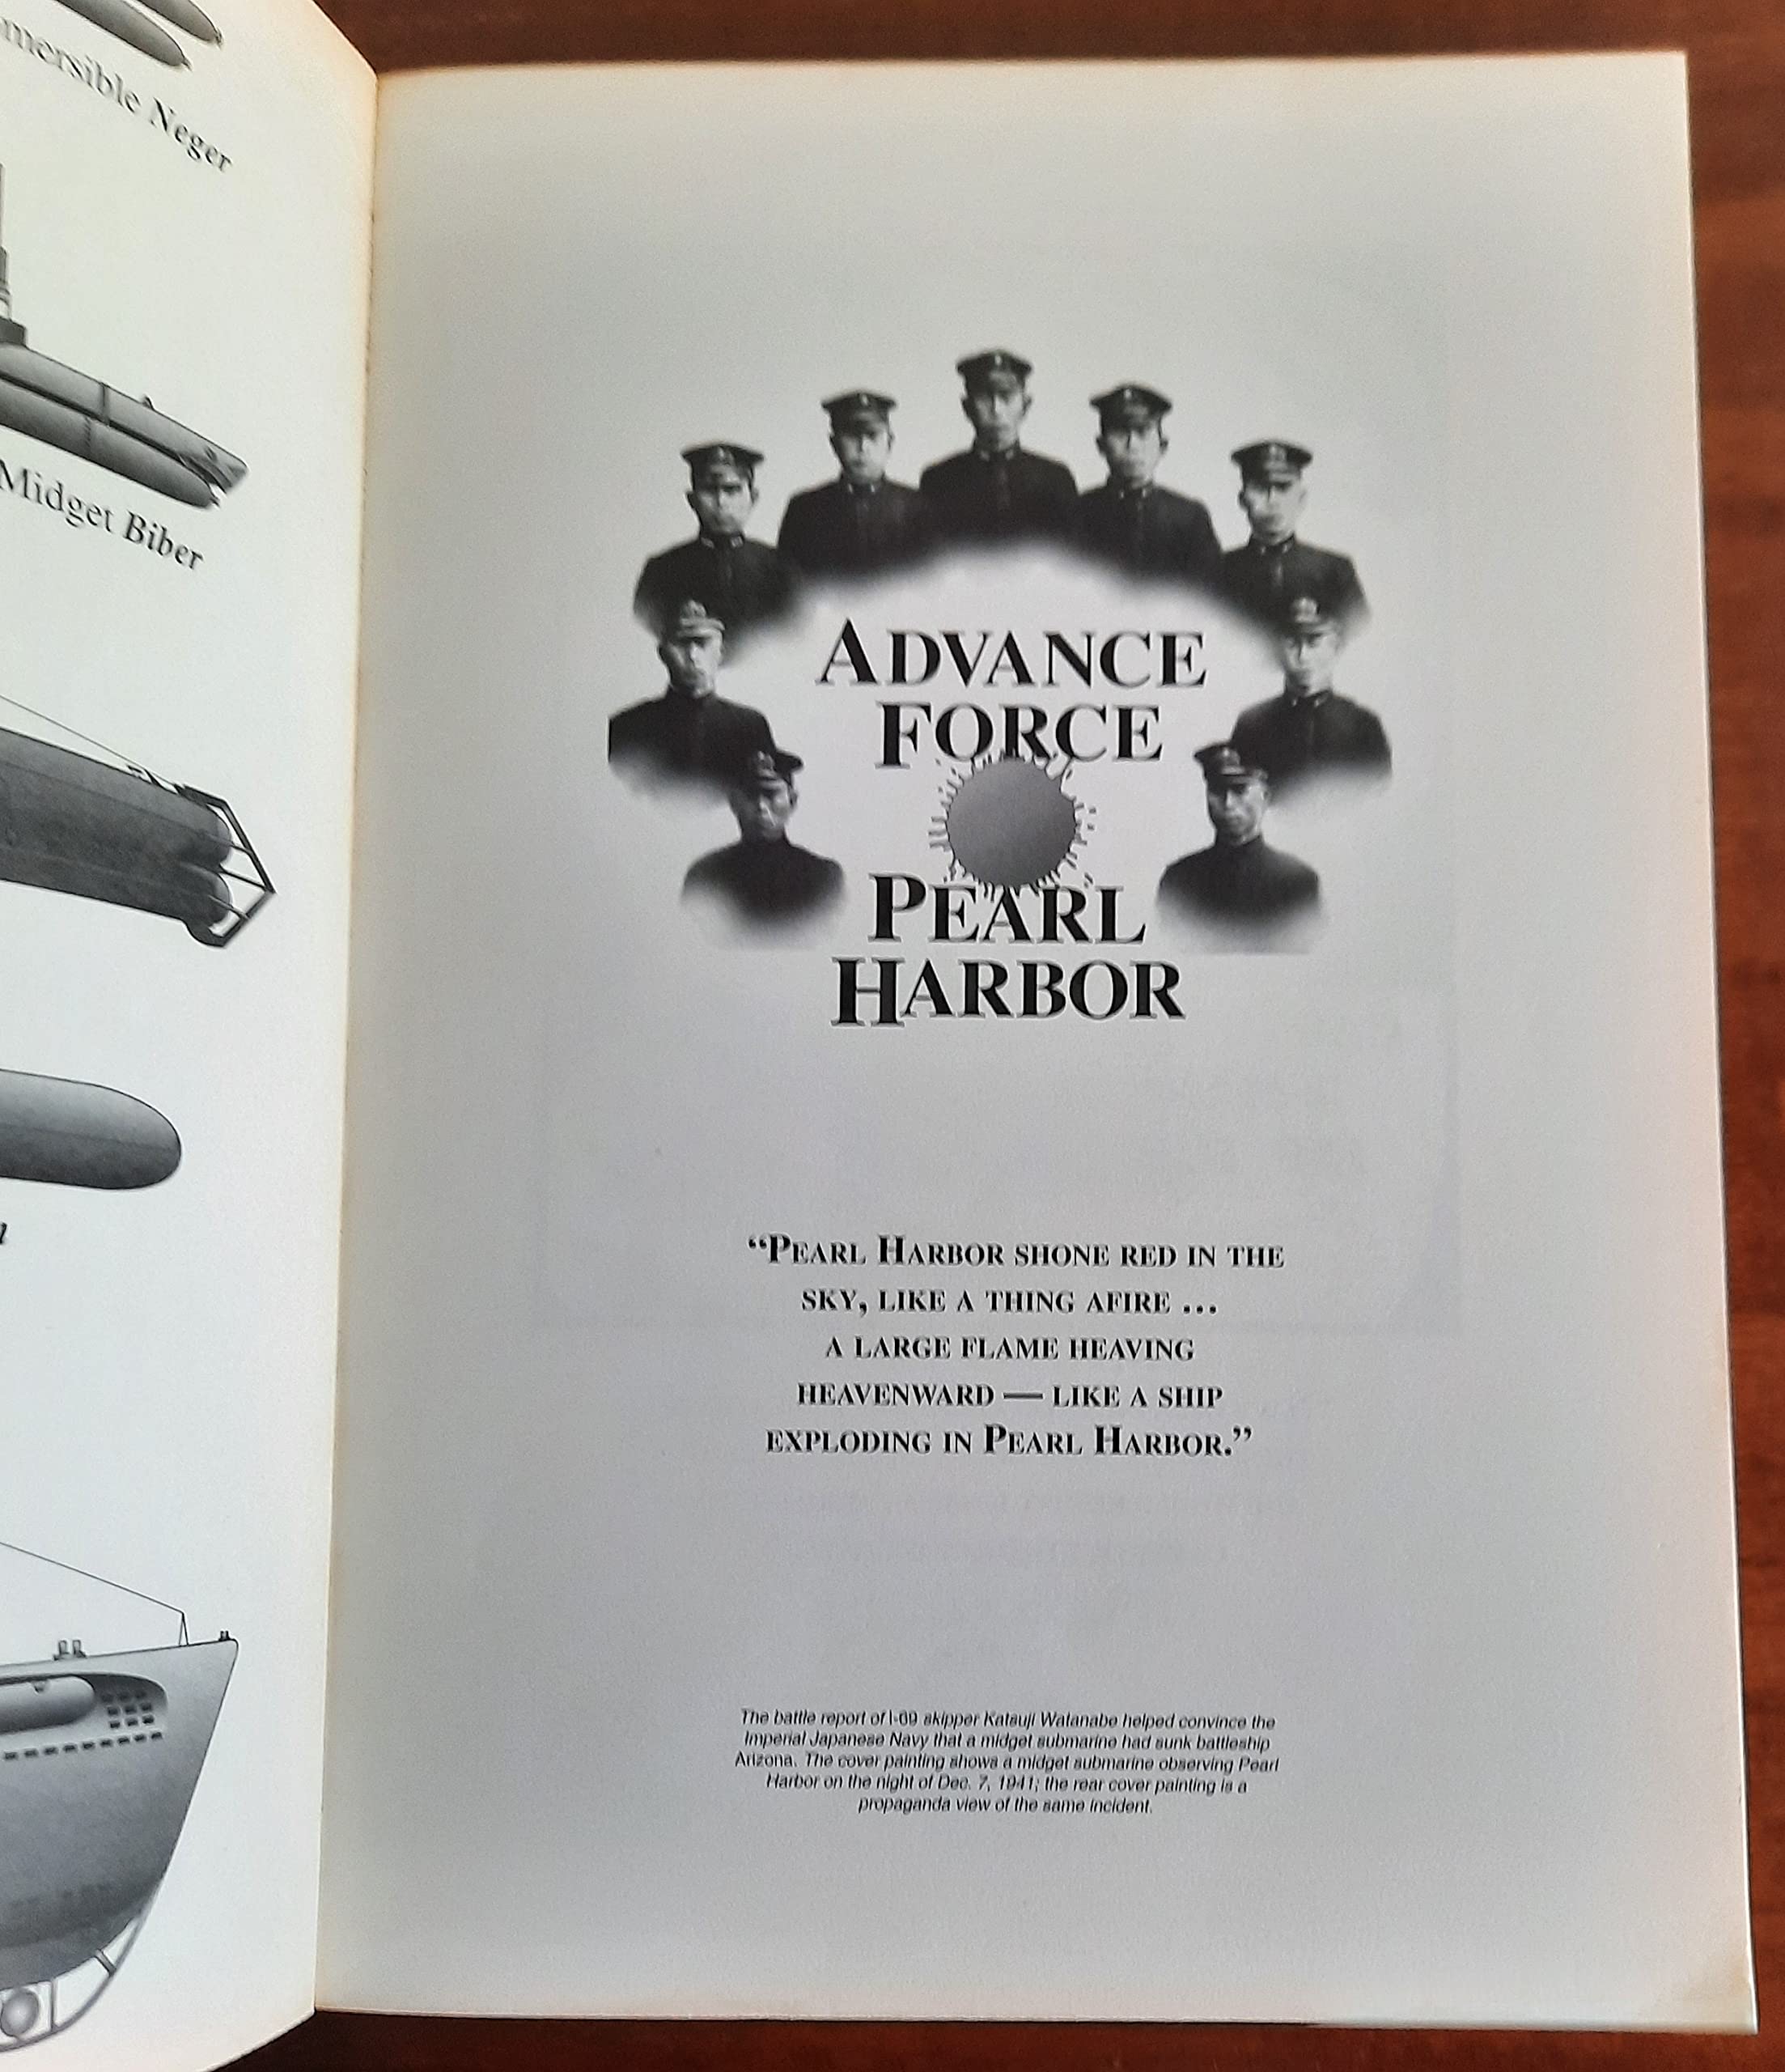 mersible Neger
Midget Biber
ADVANCE
FORCE
PEARL
HARBOR
“PEARL HARBOR SHONE RED IN THE
SKY, LIKE A THING AFIRE ...
A LARGE FLAME HEAVING
HEAVENWARD — LIKE A SHIP
EXPLODING IN PEARL HARBOR.”
The battle report of I-69 skipper Katsuji Watanabe helped convince the
Imperial Japanese Navy that a midget submarine had sunk battleship
Arizona. The cover painting shows a midget submarine observing Pearl
Harbor on the night of Dec. 7, 1941; the rear cover painting is a
propaganda view of the same incident.